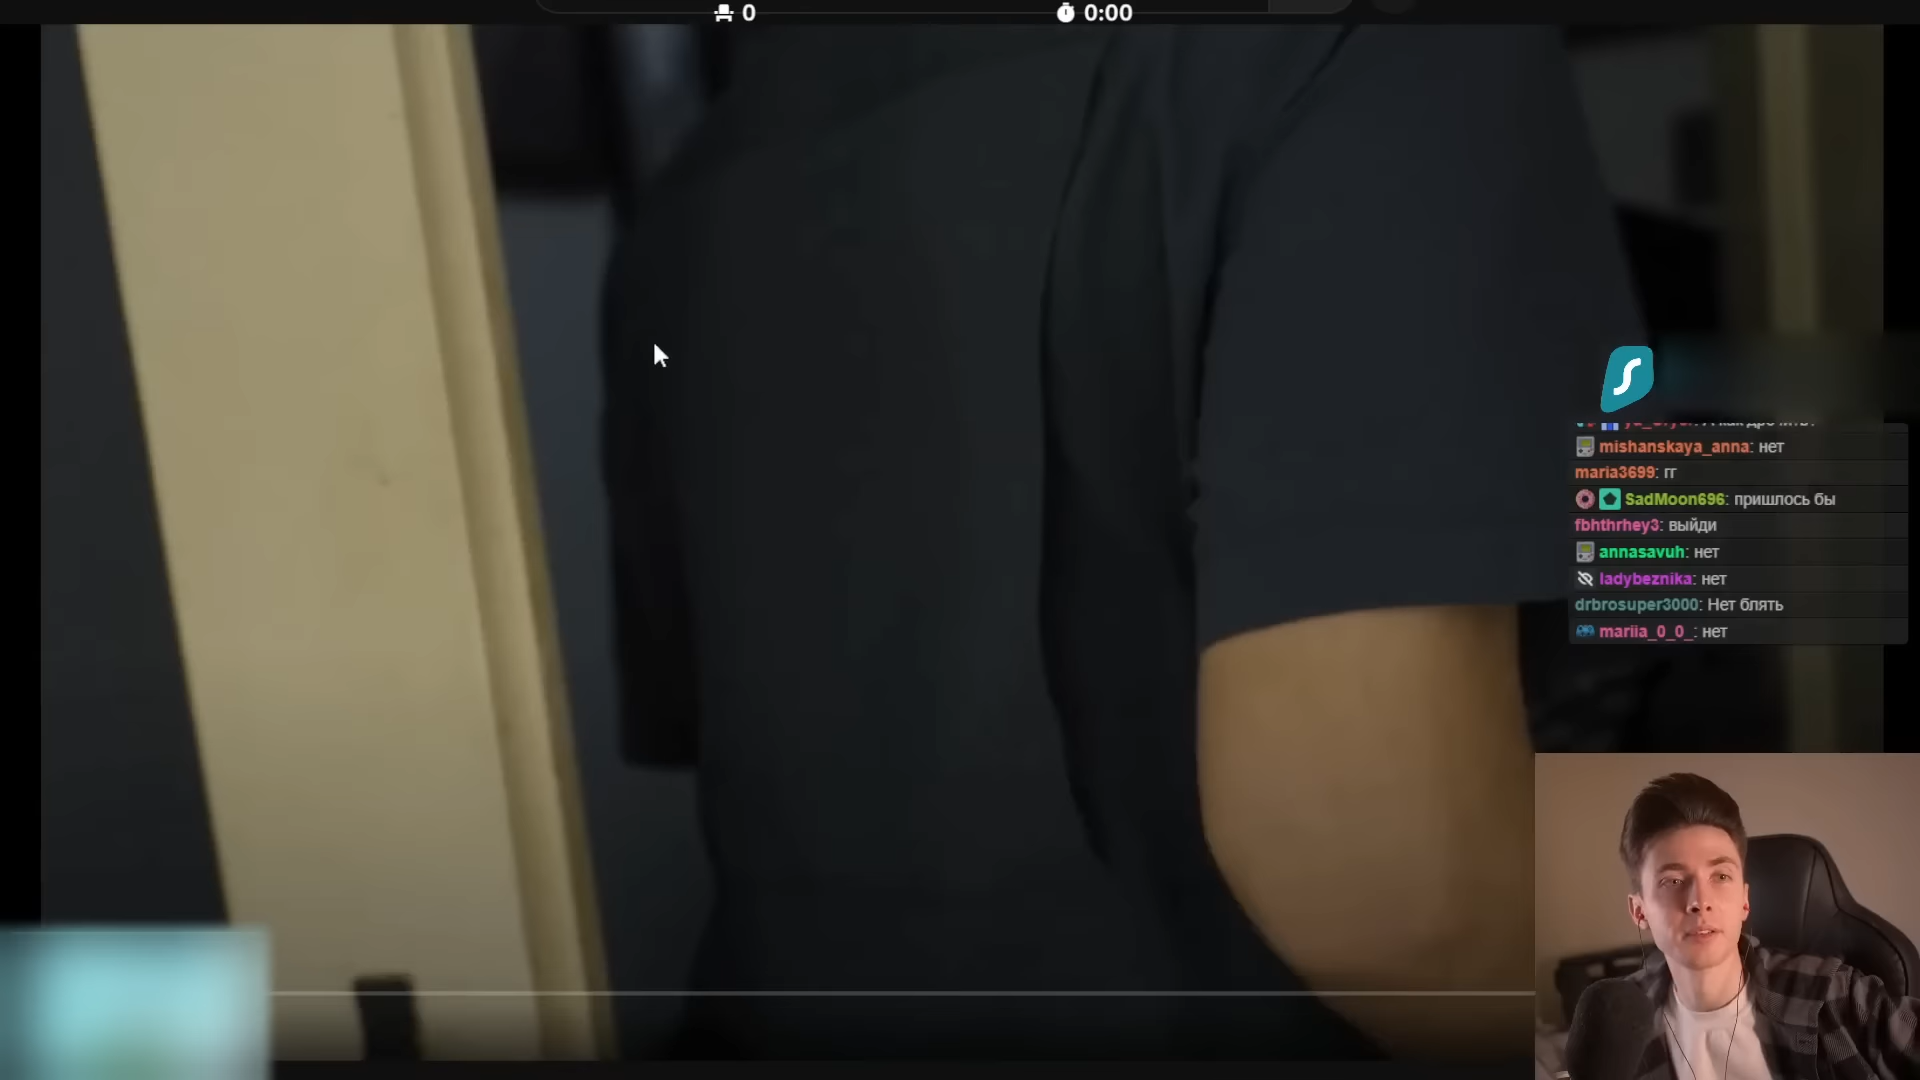 0
0:00
mishanskaya_anna: нет
maria3699: гг
SadMoon696: пришлось бы
fbhthrhey3: выйди
annasavuh: нет
ladybeznika: нет
drbrosuper3000: Нет блять
mariia_0_0_: нет